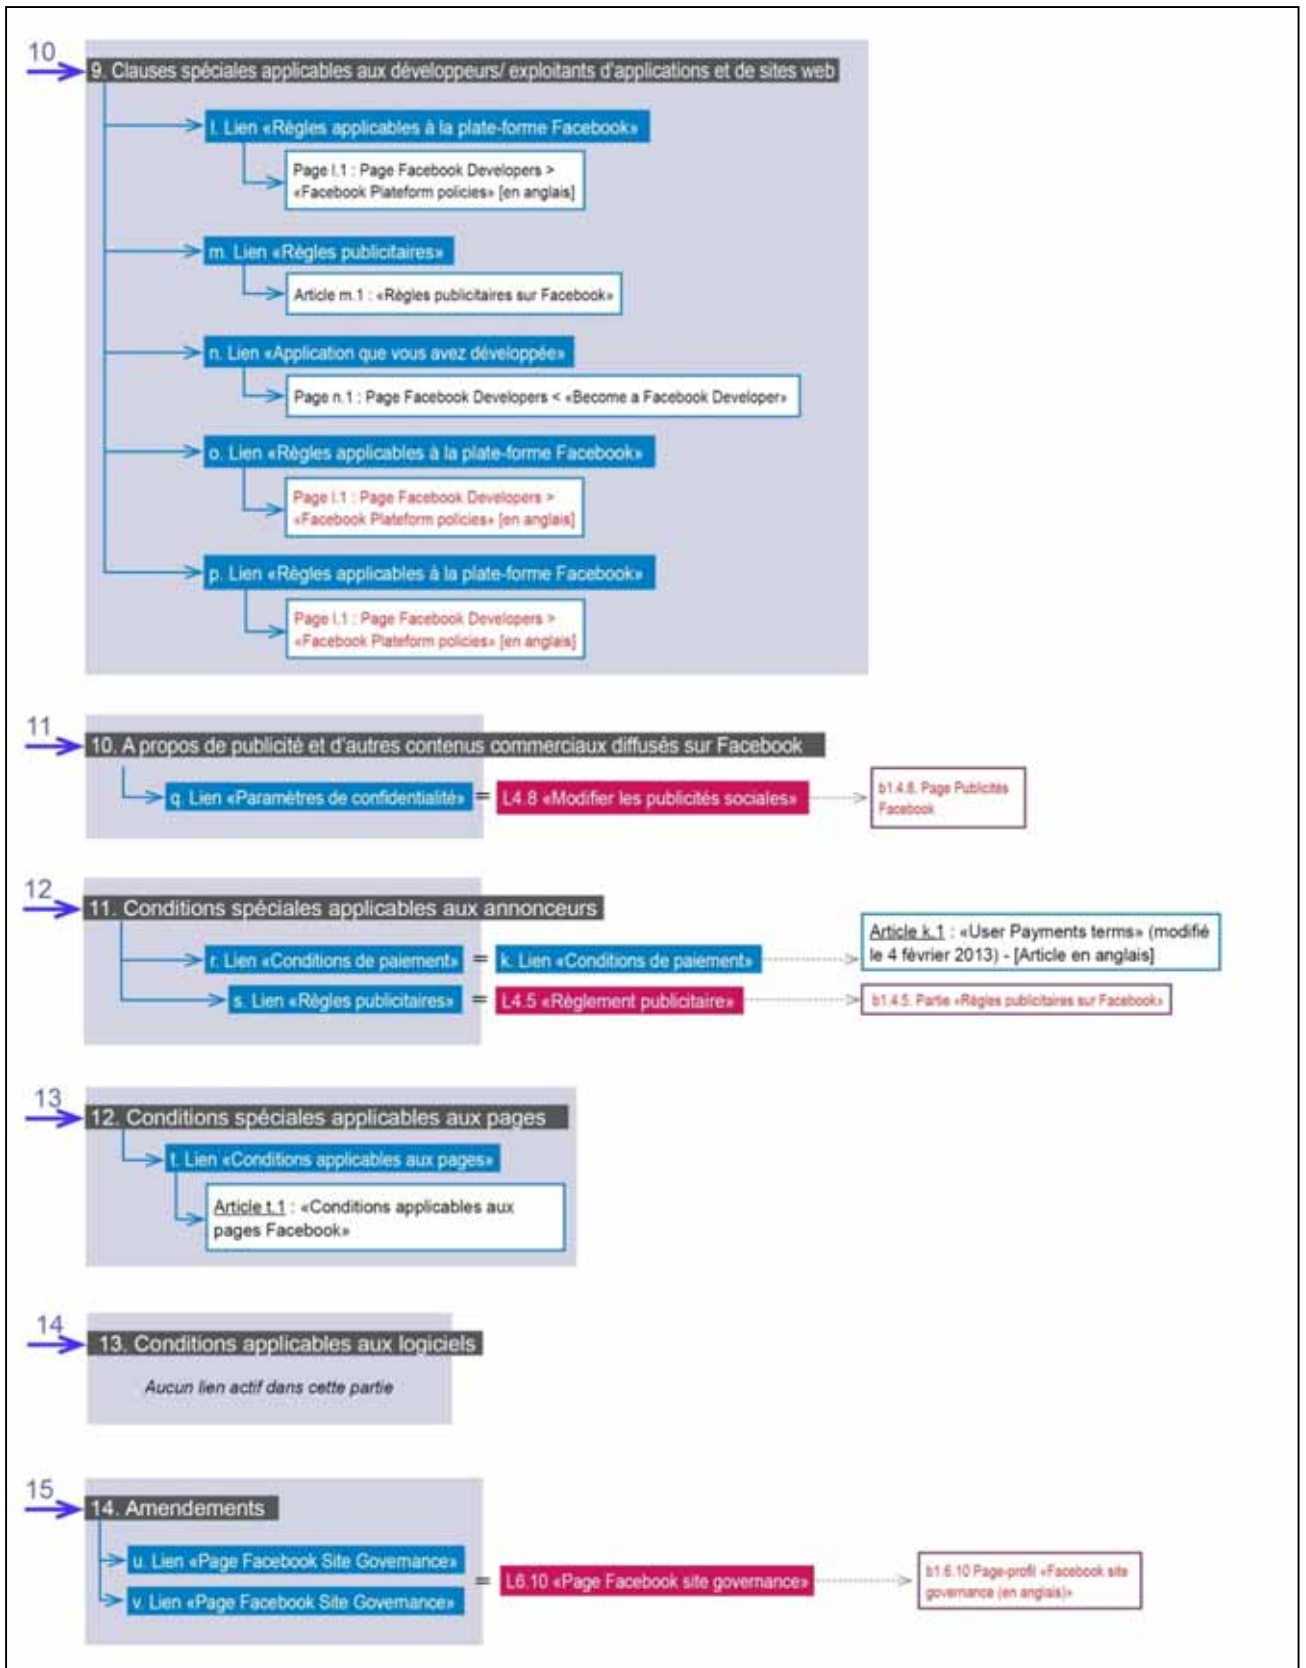 10
9. Clauses spéciales applicables aux développeurs/ exploitants d'applications et de sites web
l. Lien «Règles applicables à la plate-forme Facebook»
Page l.1 : Page Facebook Developers >
«Facebook Plateform policies» [en anglais]
m. Lien «Règles publicitaires»
Article m.1 : «Règles publicitaires sur Facebook»
n. Lien «Application que vous avez développée»
Page n.1 : Page Facebook Developers < «Become a Facebook Developer»
o. Lien «Règles applicables à la plate-forme Facebook»
Page l.1 : Page Facebook Developers >
«Facebook Plateform policies» [en anglais]
p. Lien «Règles applicables à la plate-forme Facebook»
Page l.1 : Page Facebook Developers >
«Facebook Plateform policies» [en anglais]
11
10. A propos de publicité et d'autres contenus commerciaux diffusés sur Facebook
q. Lien «Paramètres de confidentialité» = L4.8 «Modifier les publicités sociales»
b1.4.8. Page Publicités
Facebook
12
11. Conditions spéciales applicables aux annonceurs
r. Lien «Conditions de paiement» = k. Lien «Conditions de paiement»
Article k.1 : «User Payments terms» (modifié
le 4 février 2013) - [Article en anglais]
s. Lien «Règles publicitaires» = L4.5 «Règlement publicitaire»
b1.4.5. Partie «Règles publicitaires sur Facebook»
13
12. Conditions spéciales applicables aux pages
t. Lien «Conditions applicables aux pages»
Article t.1 : «Conditions applicables aux
pages Facebook»
14
13. Conditions applicables aux logiciels
Aucun lien actif dans cette partie
15
14. Amendements
u. Lien «Page Facebook Site Governance»
v. Lien «Page Facebook Site Governance»
= L6.10 «Page Facebook site governance»
b1.6.10 Page-profil «Facebook site
governance (en anglais)»